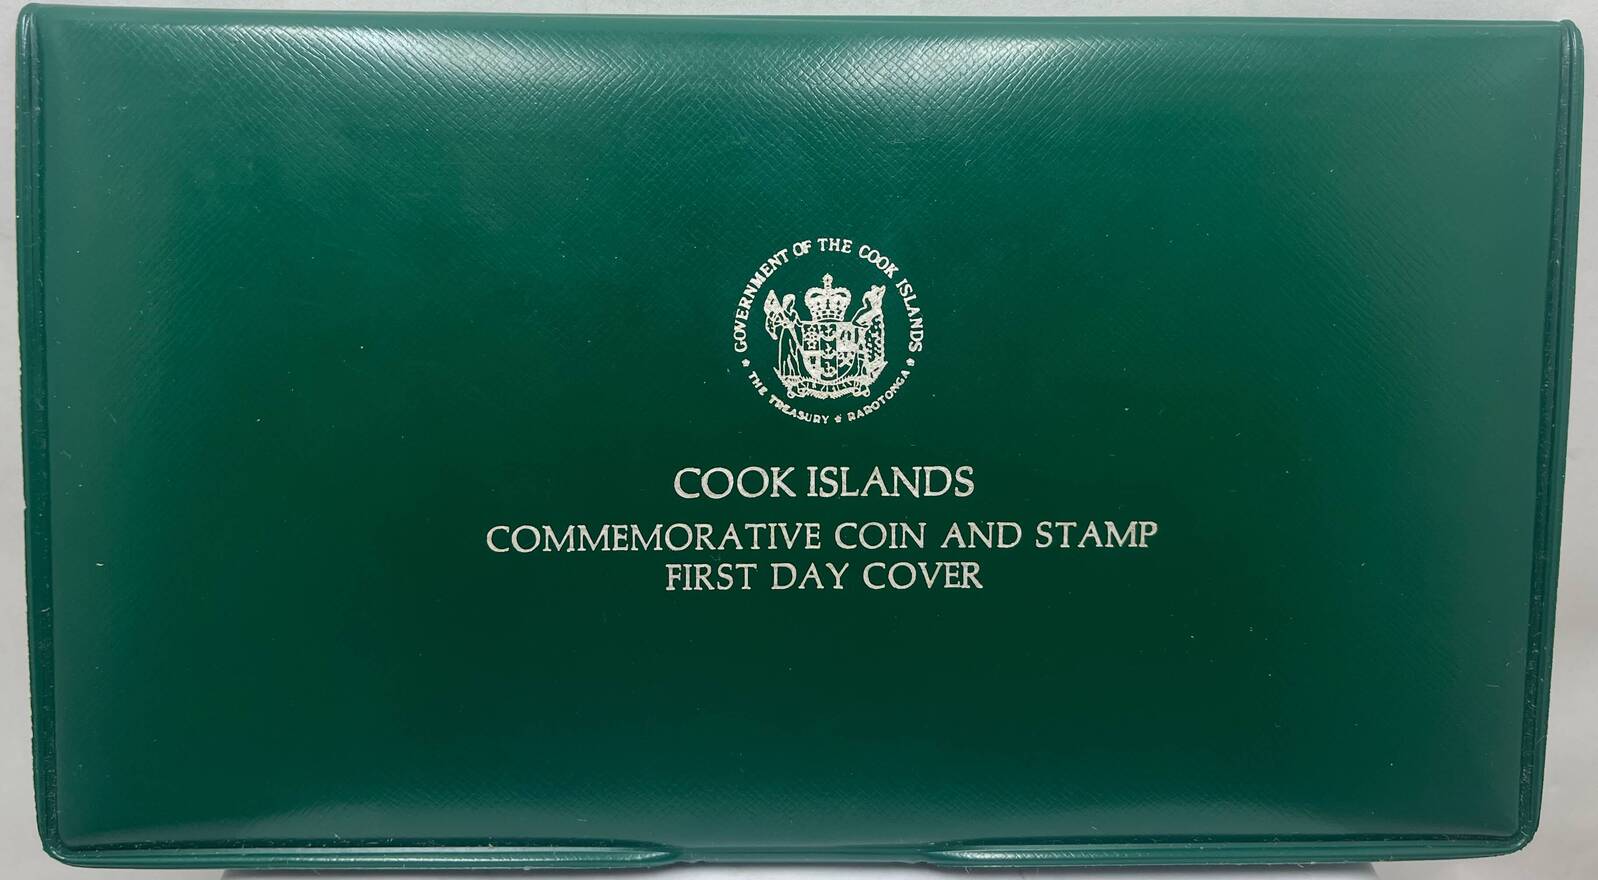 GOVERNMENT OF THE COOK ISLANDS
THE TREASURY * RAROTONGA
COOK ISLANDS
COMMEMORATIVE COIN AND STAMP
FIRST DAY COVER